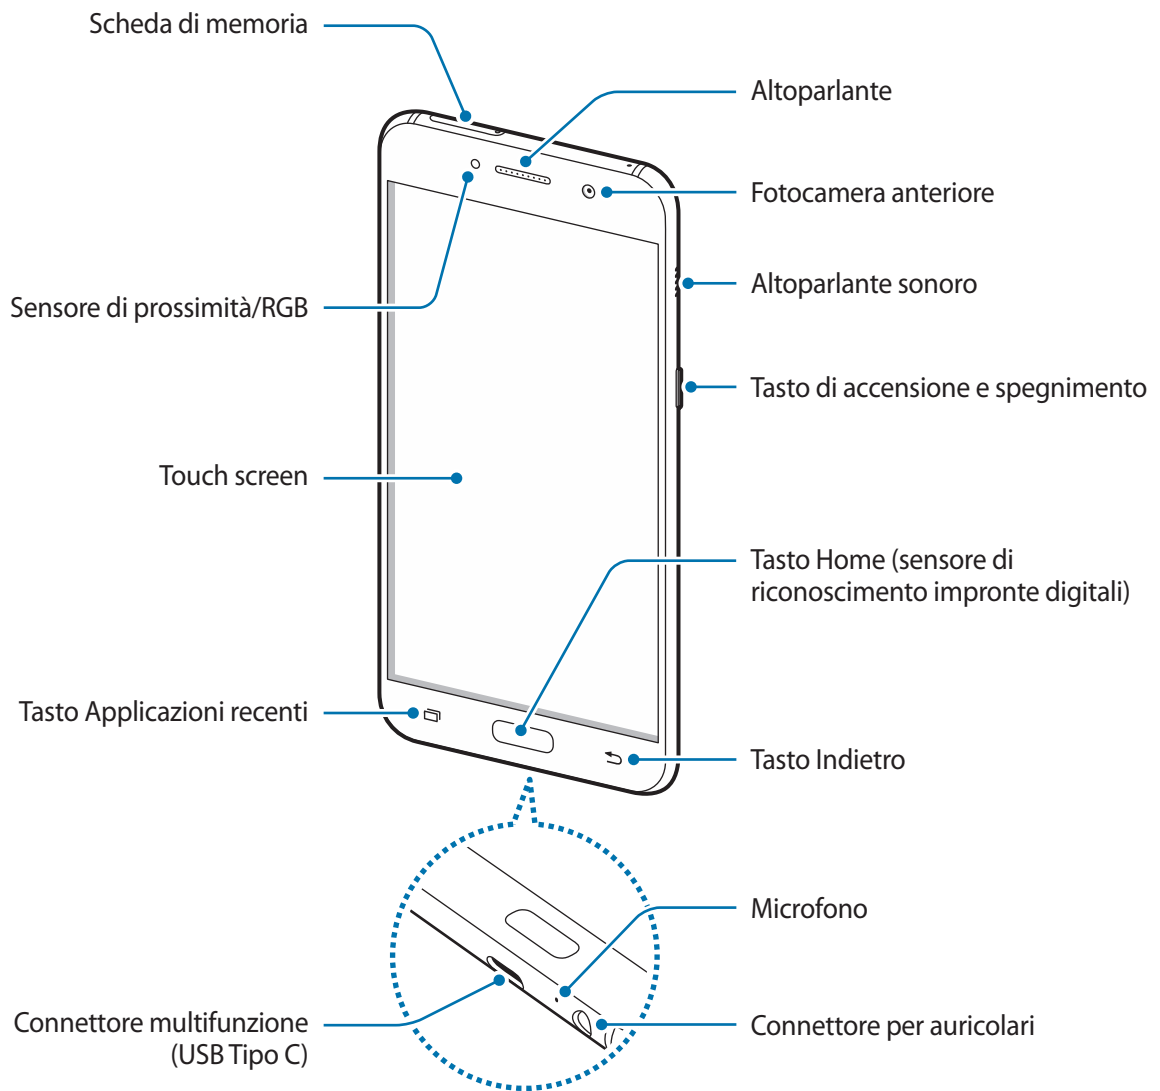 Scheda di memoria
Altoparlante
Fotocamera anteriore
Altoparlante sonoro
Sensore di prossimità/RGB
Tasto di accensione e spegnimento
Touch screen
Tasto Home (sensore di
riconoscimento impronte digitali)
Tasto Applicazioni recenti
Tasto Indietro
Microfono
Connettore multifunzione
(USB Tipo C)
Connettore per auricolari